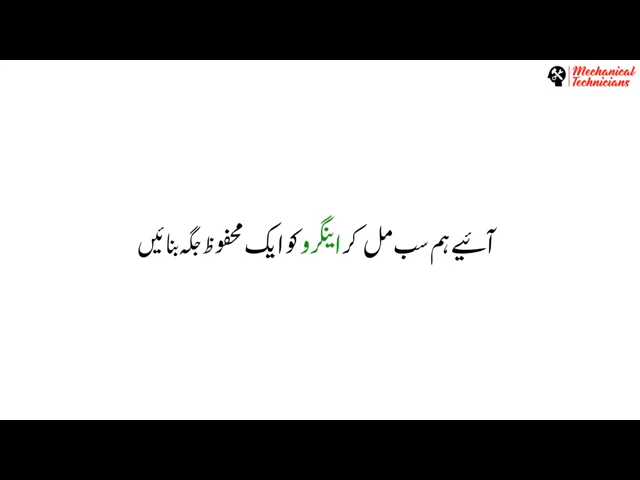 Mechanical
Technicians
آئیے ہم سب مل کر اینگرو کو ایک محفوظ جگہ بنائیں